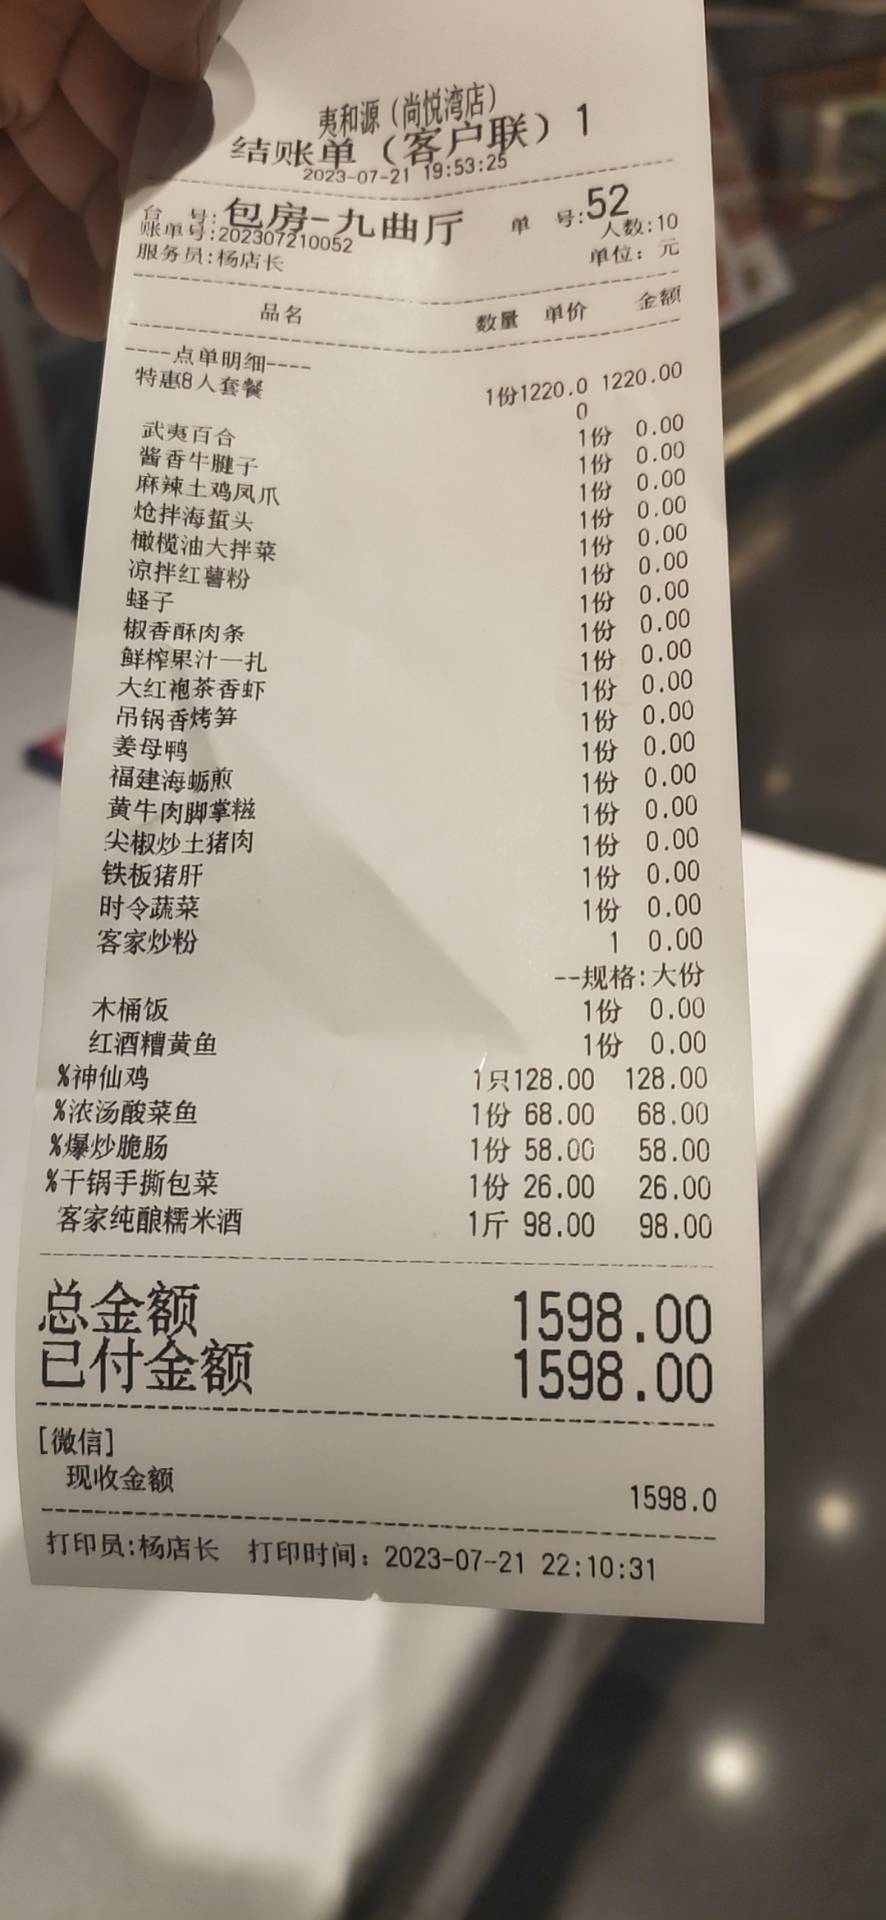 夷和源（尚悦湾店）
结账单（客户联）1
2023-07-21 19:53:25
台 号:包房-九曲厅 单 号:52
账单号:202307210052 人数:10
服务员:杨店长 单位：元
品名 数量 单价 金额
----点单明细----
特惠8人套餐 1份1220.0 1220.00
0
武夷百合 1份 0.00
酱香牛腱子 1份 0.00
麻辣土鸡凤爪 1份 0.00
炝拌海蜇头 1份 0.00
橄榄油大拌菜 1份 0.00
凉拌红薯粉 1份 0.00
蛏子 1份 0.00
椒香酥肉条 1份 0.00
鲜榨果汁一扎 1份 0.00
大红袍茶香虾 1份 0.00
吊锅香烤笋 1份 0.00
姜母鸭 1份 0.00
福建海蛎煎 1份 0.00
黄牛肉脚掌糍 1份 0.00
尖椒炒土猪肉 1份 0.00
铁板猪肝 1份 0.00
时令蔬菜 1份 0.00
客家炒粉 1 0.00
--规格:大份
木桶饭 1份 0.00
红酒糟黄鱼 1份 0.00
%神仙鸡 1只128.00 128.00
%浓汤酸菜鱼 1份 68.00 68.00
%爆炒脆肠 1份 58.00 58.00
%干锅手撕包菜 1份 26.00 26.00
客家纯酿糯米酒 1斤 98.00 98.00
总金额 1598.00
已付金额 1598.00
[微信]
现收金额 1598.0
打印员:杨店长 打印时间：2023-07-21 22:10:31